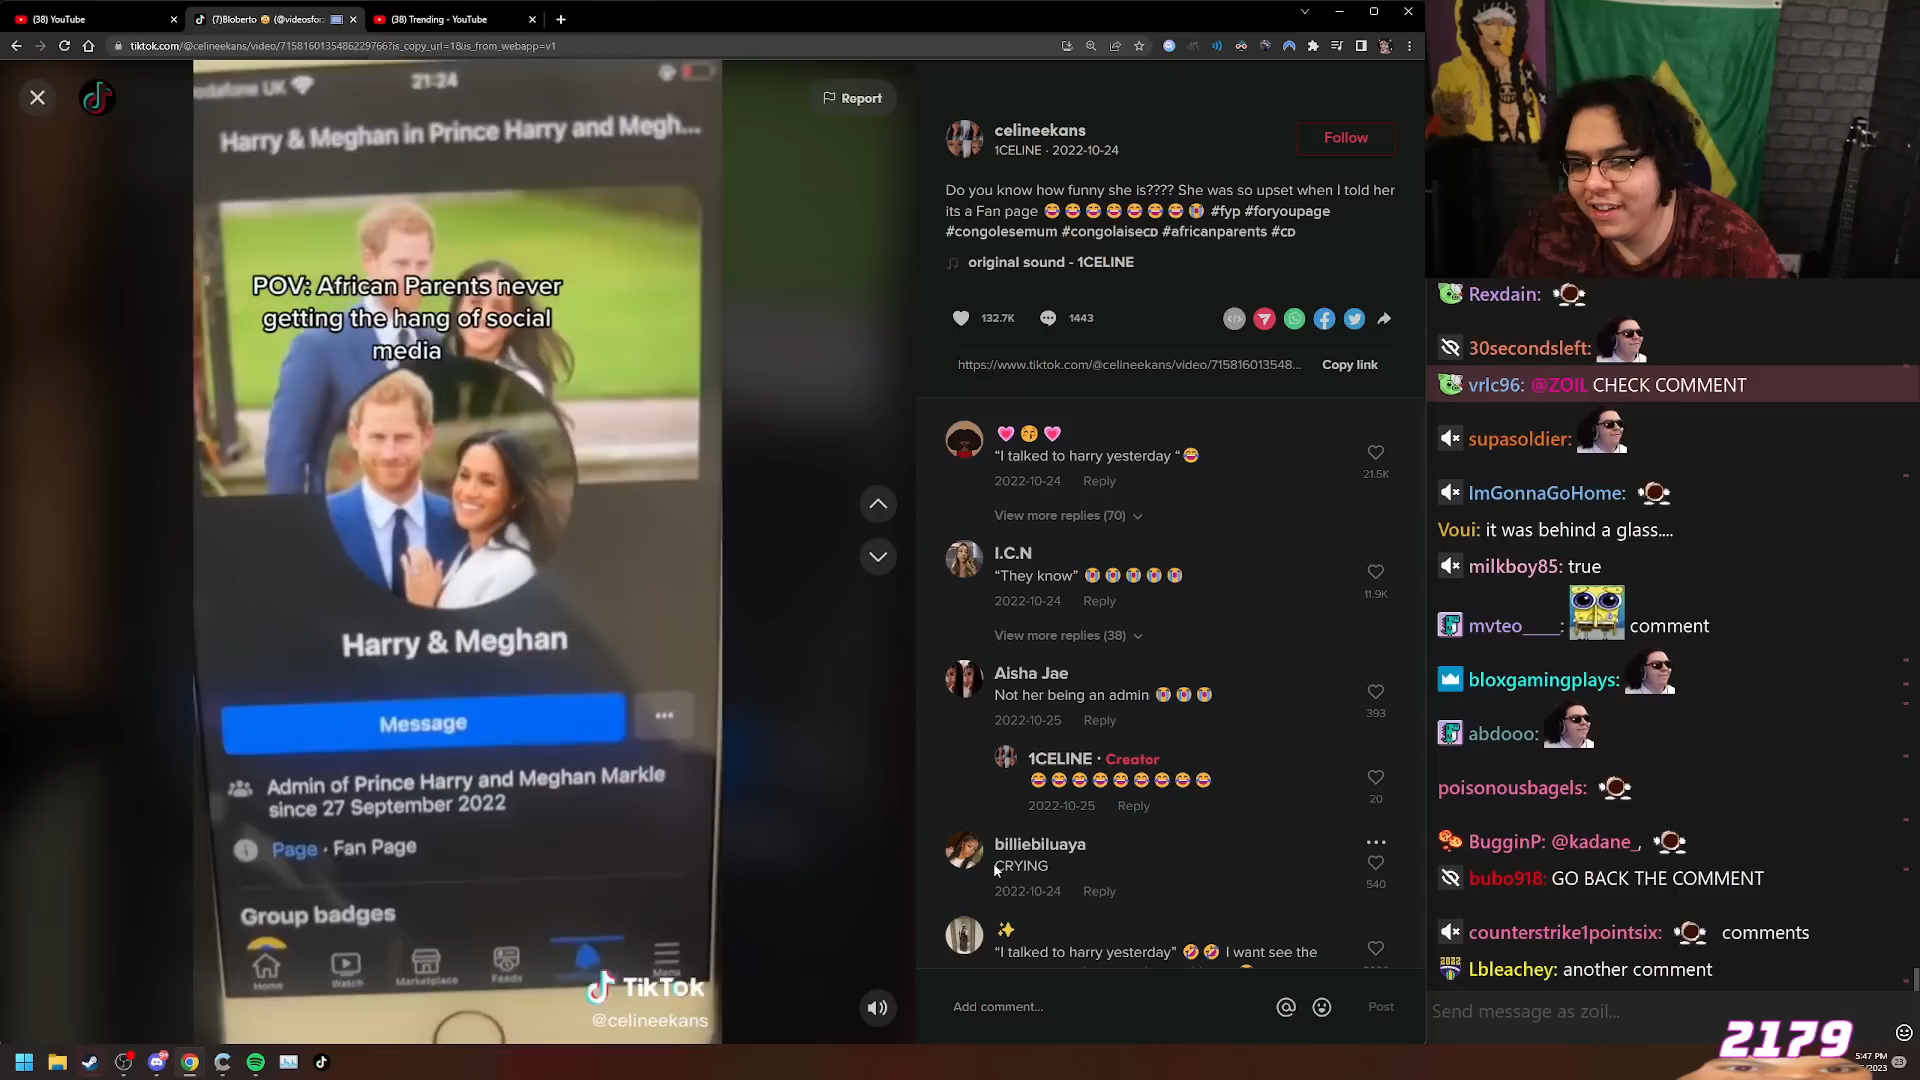 (38) YouTube
(7)Bloberto
(@videosfor
(38) Trending - YouTube
tiktok.com/@celineekans/video/7158160135486229766?is_copy_url=1&is_from_webapp=v1
UK
21:24
Harry & Meghan in Prince Harry and Megh...
POV: African Parents never
getting the hang of social
media
Harry & Meghan
Message
Admin of Prince Harry and Meghan Markle
since 27 September 2022
Page · Fan Page
Group badges
Home
Watch
Marketplace
Feeds
Menu
TikTok
@celineekans
Report
celineekans
1CELINE · 2022-10-24
Follow
Do you know how funny she is???? She was so upset when I told her
its a Fan page 😂😂😂😂😂😂😂😭 #fyp #foryoupage
#congolesemum #congolaise🇨🇩 #africanparents #🇨🇩
original sound - 1CELINE
132.7K
1443
https://www.tiktok.com/@celineekans/video/715816013548...
Copy link
💗😚💗
"I talked to harry yesterday “😂
2022-10-24 Reply
21.5K
View more replies (70)
I.C.N
“They know” 😭😭😭😭😭
2022-10-24 Reply
11.9K
View more replies (38)
Aisha Jae
Not her being an admin 😭😭😭
2022-10-25 Reply
393
1CELINE · Creator
😂😂😂😂😂😂😂😂😂
2022-10-25 Reply
20
billiebiluaya
CRYING
2022-10-24 Reply
540
✨
“I talked to harry yesterday” 🤣🤣 I want see the
Add comment...
Post
Rexdain:
30secondsleft:
vrlc96: @ZOIL CHECK COMMENT
supasoldier:
ImGonnaGoHome:
Voui: it was behind a glass....
milkboy85: true
mvteo____: comment
bloxgamingplays:
abdooo:
poisonousbagels:
BugginP: @kadane_,
bubo918: GO BACK THE COMMENT
counterstrike1pointsix: comments
Lbleachey: another comment
Send message as zoil...
2179
5:47 PM